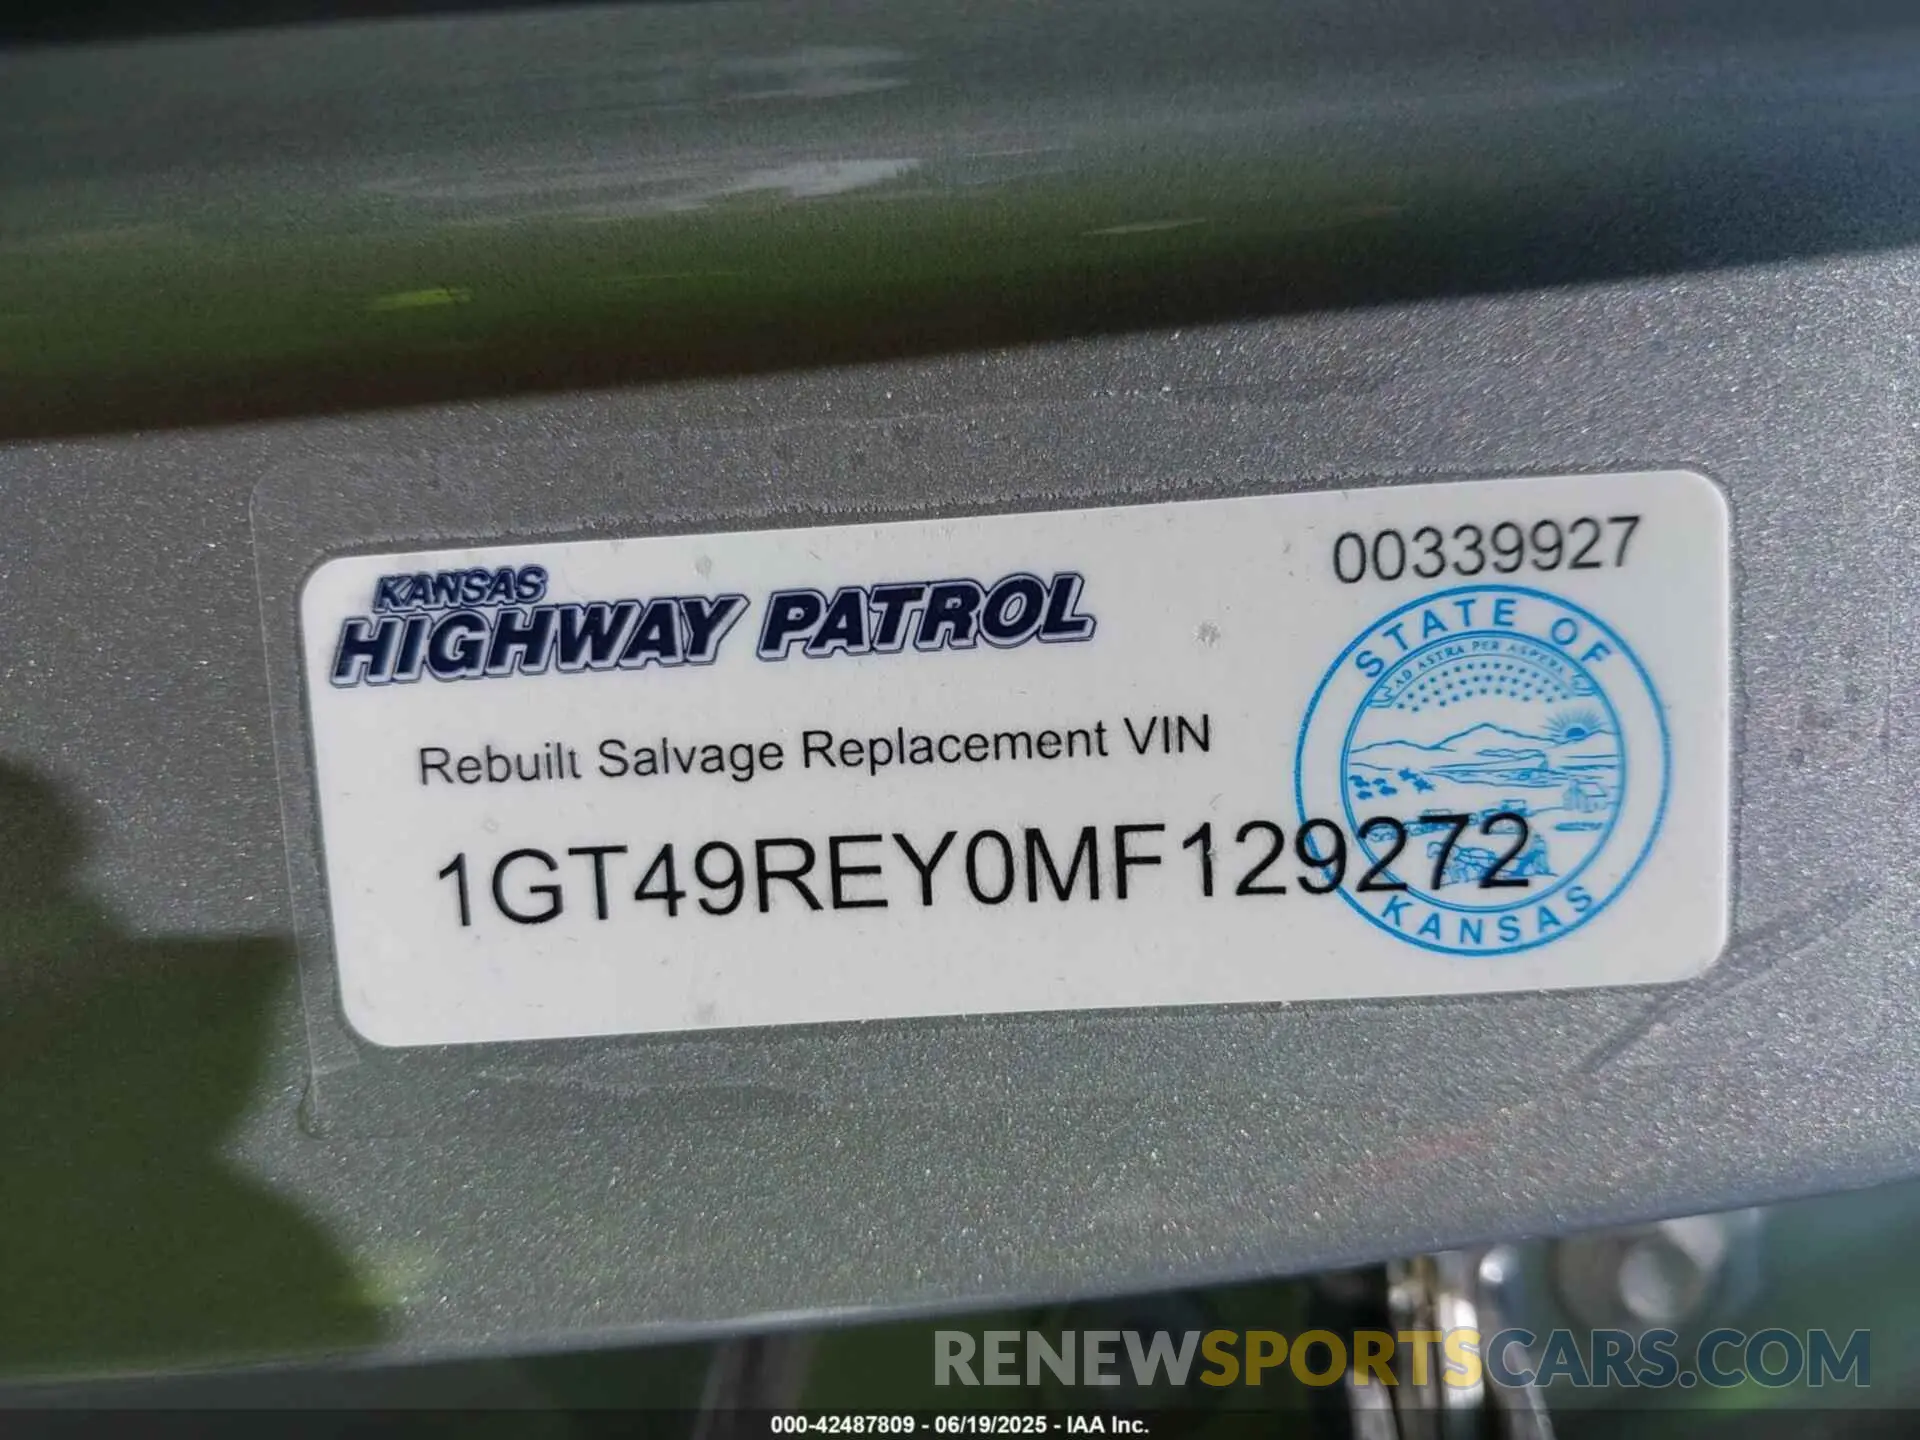 KANSAS
HIGHWAY PATROL
00339927
STATE OF
AD ASTRA PER ASPERA
Rebuilt Salvage Replacement VIN
1GT49REY0MF129272
KANSAS
RENEWSPORTSCARS.COM
000-42487809 - 06/19/2025 - IAA Inc.